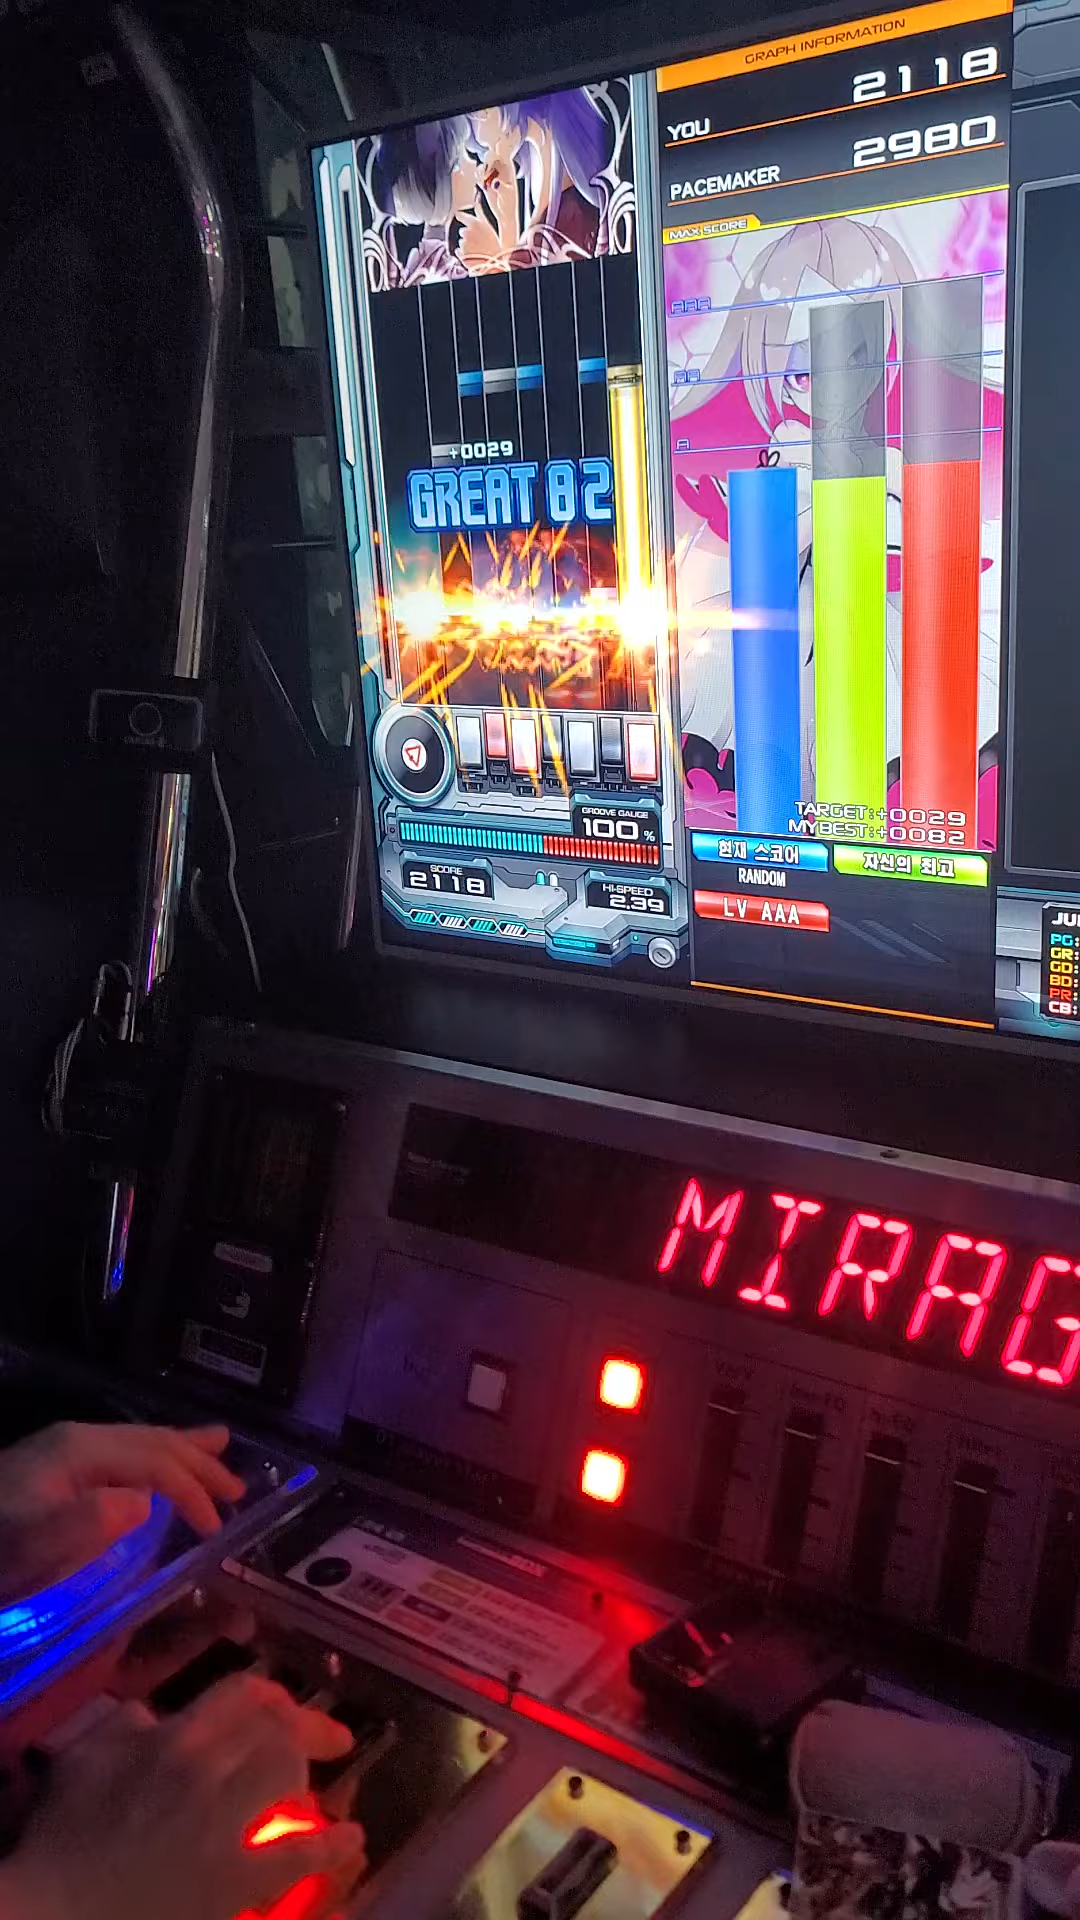 GRAPH INFORMATION
2118
YOU
2980
PACEMAKER
MAX SCORE
AAA
AA
A
+0029
GREAT 82
TARGET:+0029
MYBEST:+0082
GROOVE GAUGE
100 %
현재 스코어
자신의 최고
RANDOM
SCORE
2118
HI-SPEED
2.39
LV AAA
PG:
GR:
GD:
BD:
PR:
CB:
MIRAG